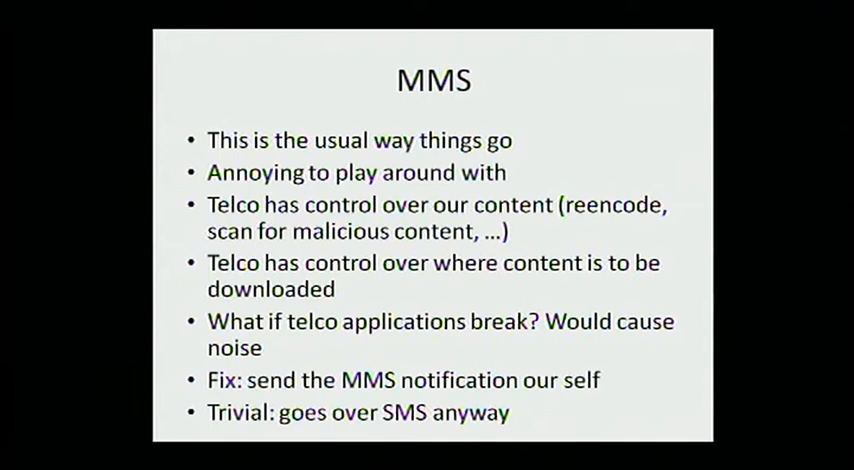 MMS
• This is the usual way things go
• Annoying to play around with
• Telco has control over our content (reencode,
scan for malicious content, ...)
• Telco has control over where content is to be
downloaded
• What if telco applications break? Would cause
noise
• Fix: send the MMS notification our self
• Trivial: goes over SMS anyway